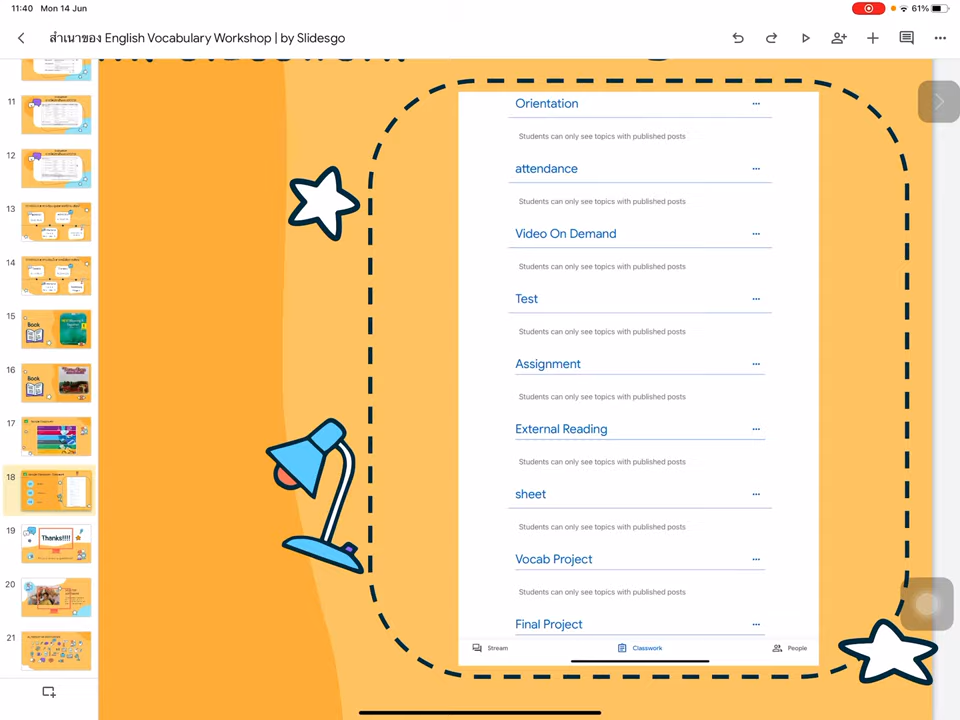 11:40 Mon 14 Jun
61%
สำเนาของ English Vocabulary Workshop | by Slidesgo
Orientation
Students can only see topics with published posts
attendance
Students can only see topics with published posts
Video On Demand
Students can only see topics with published posts
Test
Students can only see topics with published posts
Assignment
Students can only see topics with published posts
External Reading
Students can only see topics with published posts
sheet
Students can only see topics with published posts
Vocab Project
Students can only see topics with published posts
Final Project
Stream
Classwork
People
11
12
13
14
15
Book
16
Book
17
18
19
Thanks!!!!
20
21